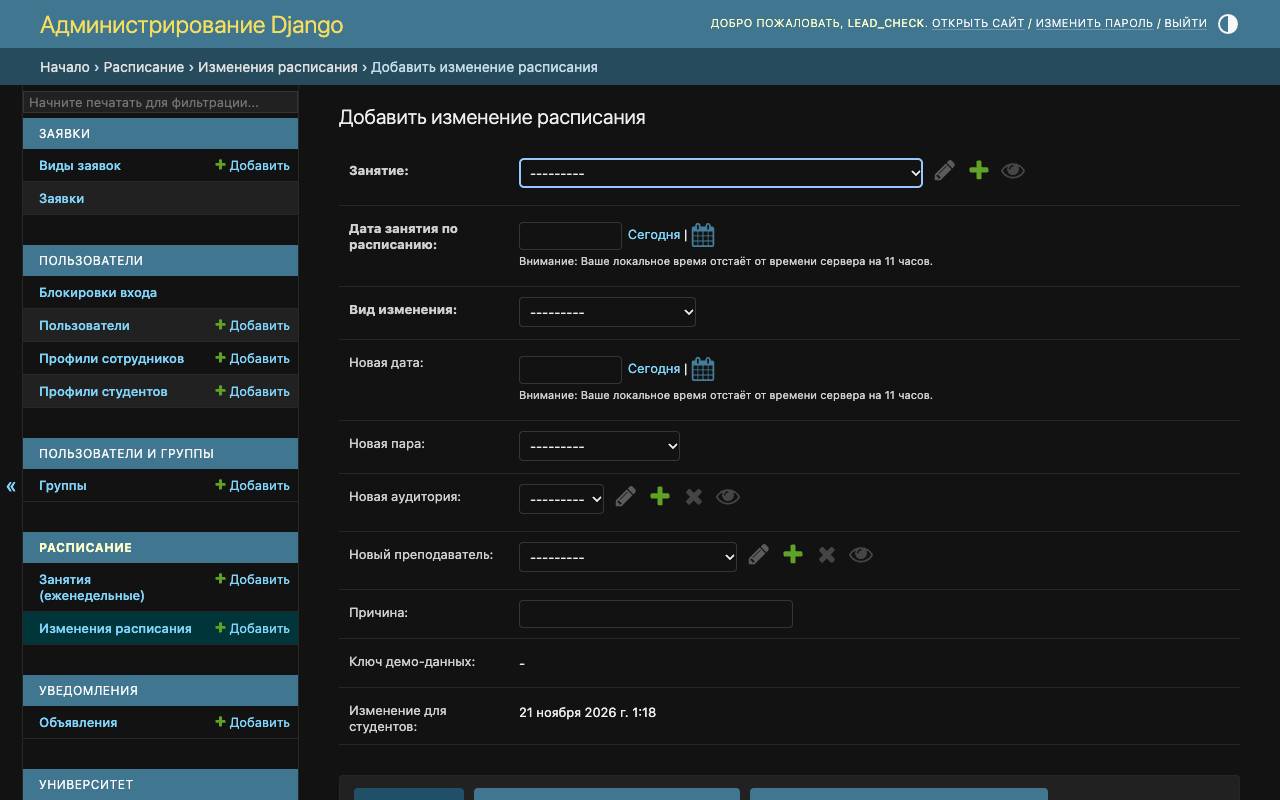 Администрирование Django
ДОБРО ПОЖАЛОВАТЬ, LEAD_CHECK. ОТКРЫТЬ САЙТ / ИЗМЕНИТЬ ПАРОЛЬ / ВЫЙТИ
Начало › Расписание › Изменения расписания › Добавить изменение расписания
Начните печатать для фильтрации...
ЗАЯВКИ
Виды заявок Добавить
Заявки
ПОЛЬЗОВАТЕЛИ
Блокировки входа
Пользователи Добавить
Профили сотрудников Добавить
Профили студентов Добавить
ПОЛЬЗОВАТЕЛИ И ГРУППЫ
«
Группы Добавить
РАСПИСАНИЕ
Занятия Добавить
(еженедельные)
Изменения расписания Добавить
УВЕДОМЛЕНИЯ
Объявления Добавить
УНИВЕРСИТЕТ
Добавить изменение расписания
Занятие: ---------
Дата занятия по
расписанию:
Сегодня |
Внимание: Ваше локальное время отстаёт от времени сервера на 11 часов.
Вид изменения: ---------
Новая дата: Сегодня |
Внимание: Ваше локальное время отстаёт от времени сервера на 11 часов.
Новая пара: ---------
Новая аудитория: ---------
Новый преподаватель: ---------
Причина:
Ключ демо-данных: -
Изменение для
студентов:
21 ноября 2026 г. 1:18